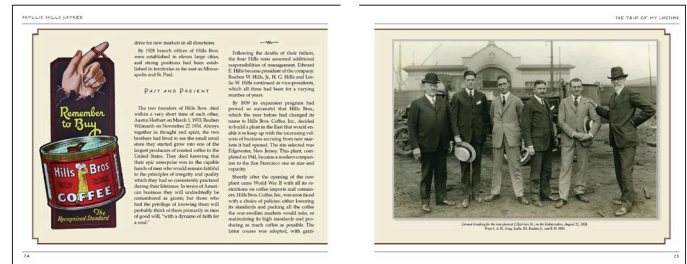 PHYLLIS HILLS JAYRED
Remember
to Buy
Hills Bros
COFFEE
The
Recognized Standard
drive for new markets in all directions.
By 1928 branch offices of Hills Bros.
were established in eleven large cities,
and strong positions had been estab-
lished in territories as far east as Minne-
apolis and St. Paul.
PAST AND PRESENT
The two founders of Hills Bros. died
within a very short time of each other,
Austin Herbert on March 1, 1933, Reuben
Wilmarth on November 27, 1934. Always
together in thought and spirit, the two
brothers had lived to see the small retail
store they started grow into one of the
largest producers of roasted coffee in the
United States. They died knowing that
their epic enterprise was in the capable
hands of men who would remain faithful
to the principles of integrity and quality
which they had so consistently practiced
during their lifetimes. In terms of Ameri-
can business they will undoubtedly be
remembered as giants; but those who
had the privilege of knowing them will
probably think of them primarily as men
of good will, "with a dynamo of faith for
a soul."
Following the deaths of their fathers,
the four Hills sons assumed additional
responsibilities of management. Edward
E. Hills became president of the company.
Reuben W. Hills, Jr., H. G. Hills and Les-
lie W. Hills continued as vice-presidents,
which all three had been for a varying
number of years.
By 1939 its expansion program had
proved so successful that Hills Bros.,
which the year before had changed its
name to Hills Bros. Coffee, Inc., decided
to build a plant in the East that would en-
able it to keep up with the increasing vol-
ume of business accruing from new mar-
kets it had opened. The site selected was
Edgewater, New Jersey. This plant, com-
pleted in 1941, became a modern compan-
ion to the San Francisco one in size and
capacity.
Shortly after the opening of the new
plant came World War II with all its re-
strictions on coffee imports and contain-
ers. Hills Bros. Coffee, Inc., was soon faced
with a choice of policies: either lowering
its standards and packing all the coffee
the war-swollen markets would take, or
maintaining its high standards and pro-
ducing as much coffee as possible. The
latter course was adopted, with grati-
24
THE TRIP OF MY LIFETIME
25